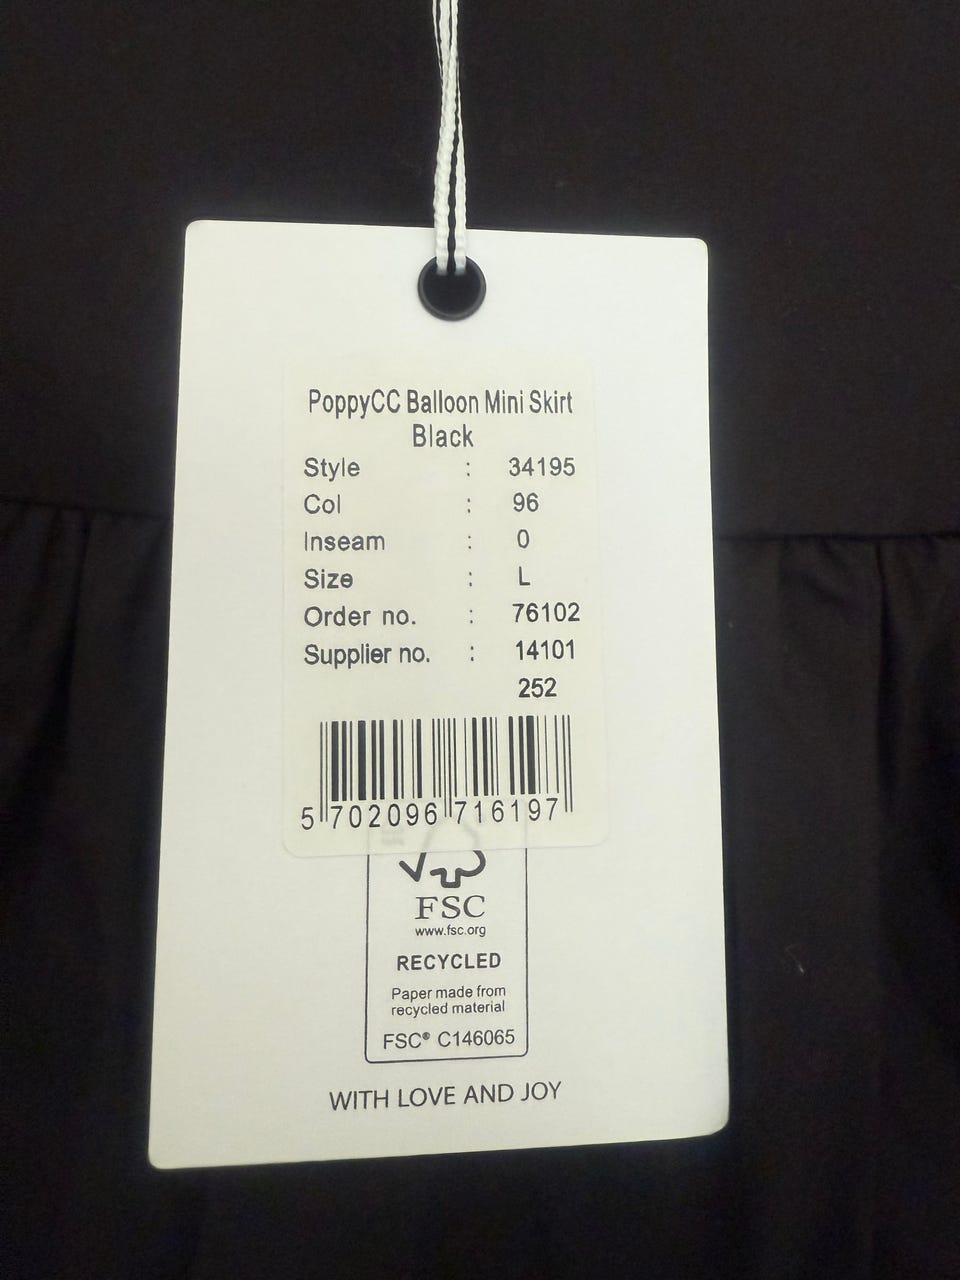 PoppyCC Balloon Mini Skirt
Black
Style : 34195
Col : 96
Inseam : 0
Size : L
Order no. : 76102
Supplier no. : 14101
252
5 702096 716197
FSC
www.fsc.org
RECYCLED
Paper made from
recycled material
FSC® C146065
WITH LOVE AND JOY